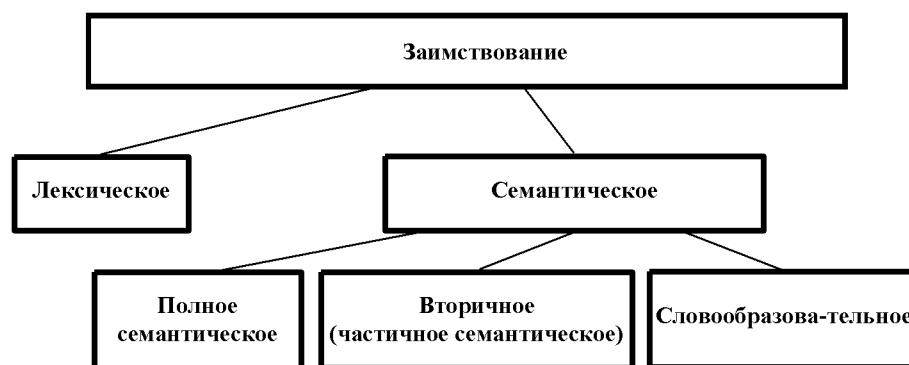 Заимствование
Лексическое
Семантическое
Полное
семантическое
Вторичное
(частичное семантическое)
Словообразова-тельное